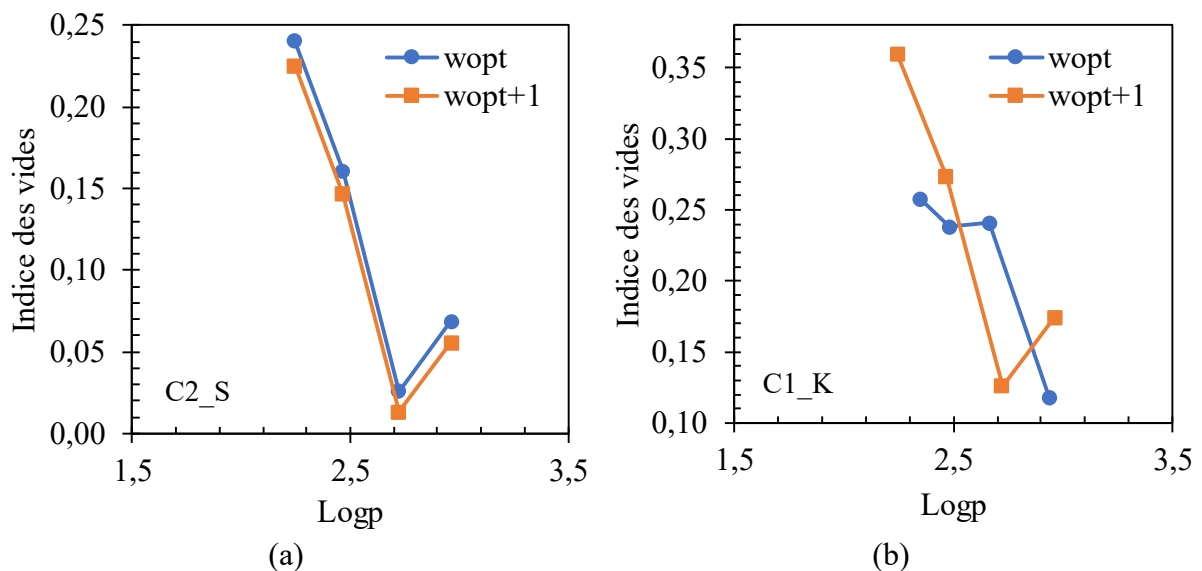 0,25
0,20
0,15
0,10
0,05
0,00
Indice des vides
wopt
wopt+1
C2_S
1,5
2,5
3,5
Logp
(a)
0,35
0,30
0,25
0,20
0,15
0,10
Indice des vides
wopt
wopt+1
C1_K
1,5
2,5
3,5
Logp
(b)